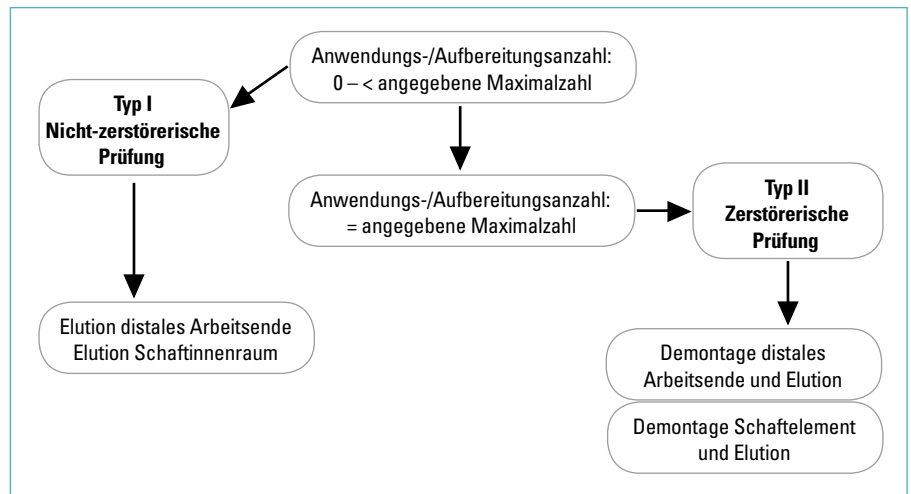 Anwendungs-/Aufbereitungsanzahl:
0 – < angegebene Maximalzahl
Typ I
Nicht-zerstörerische
Prüfung
Anwendungs-/Aufbereitungsanzahl:
= angegebene Maximalzahl
Typ II
Zerstörerische
Prüfung
Elution distales Arbeitsende
Elution Schaftinnenraum
Demontage distales
Arbeitsende und Elution
Demontage Schaftelement
und Elution